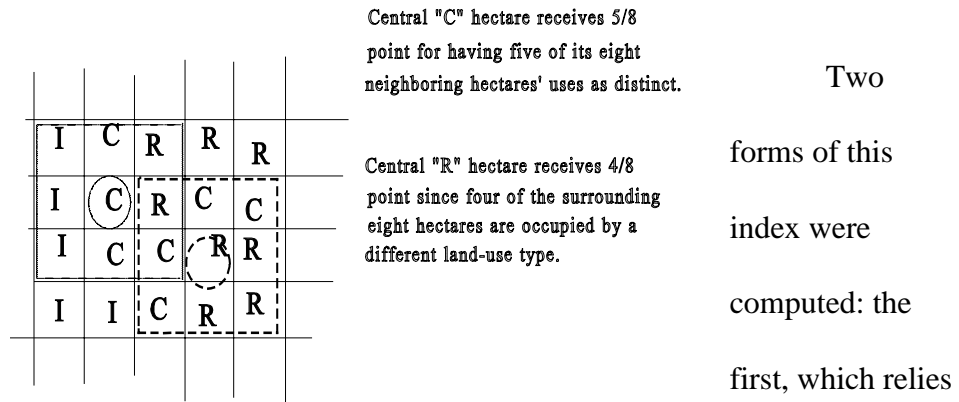 Central "C" hectare receives 5/8
point for having five of its eight
neighboring hectares' uses as distinct.
I C R R R
I C R C C
I C C R R
I I C R R
Central "R" hectare receives 4/8
point since four of the surrounding
eight hectares are occupied by a
different land-use type.
Two
forms of this
index were
computed: the
first, which relies